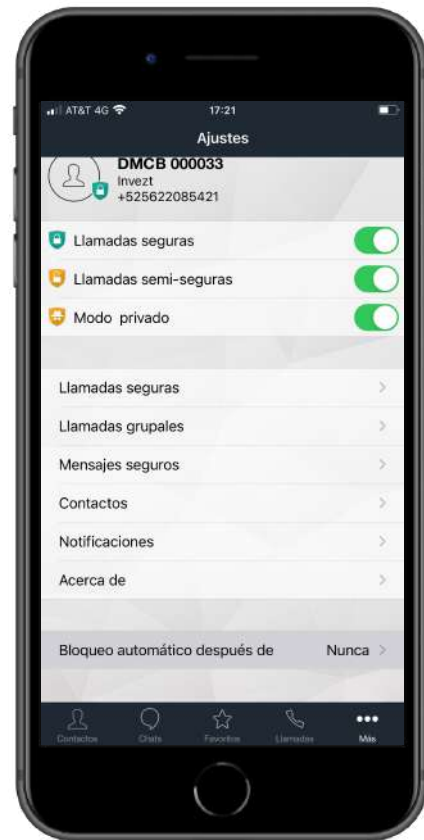 AT&T 4G
17:21
Ajustes
DMCB 000033
Invezt
+525622085421
Llamadas seguras
Llamadas semi-seguras
Modo privado
Llamadas seguras
Llamadas grupales
Mensajes seguros
Contactos
Notificaciones
Acerca de
Bloqueo automático después de Nunca
Contactos Chats Favoritos Llamadas Más